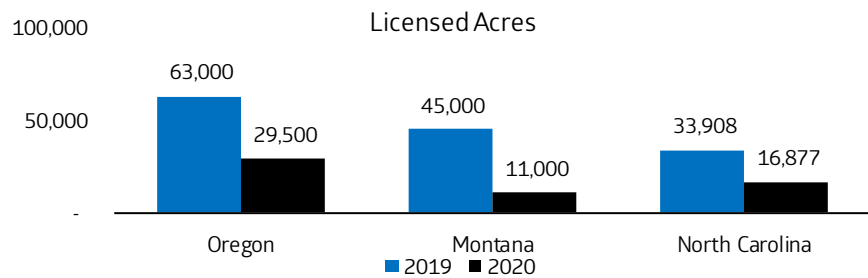 Licensed Acres
100,000
50,000
-
63,000
29,500
45,000
11,000
33,908
16,877
Oregon
Montana
North Carolina
2019
2020